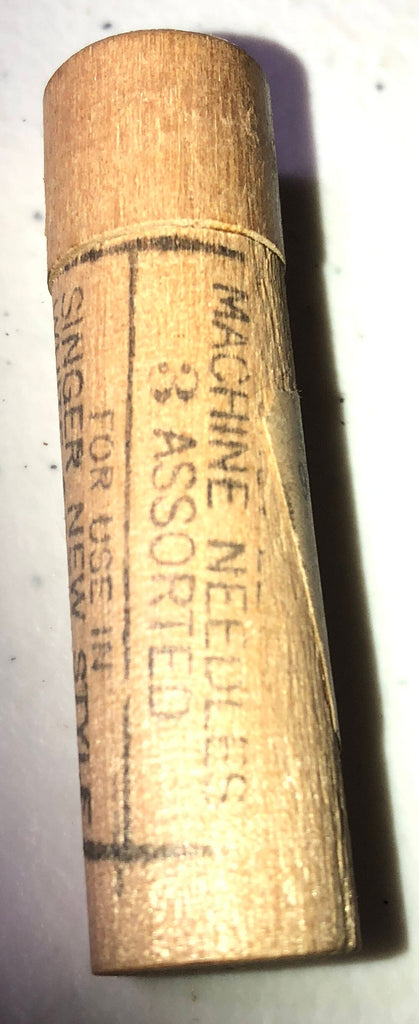 MACHINE NEEDLES
3 ASSORTED
FOR USE IN
SINGER NEW STYLE